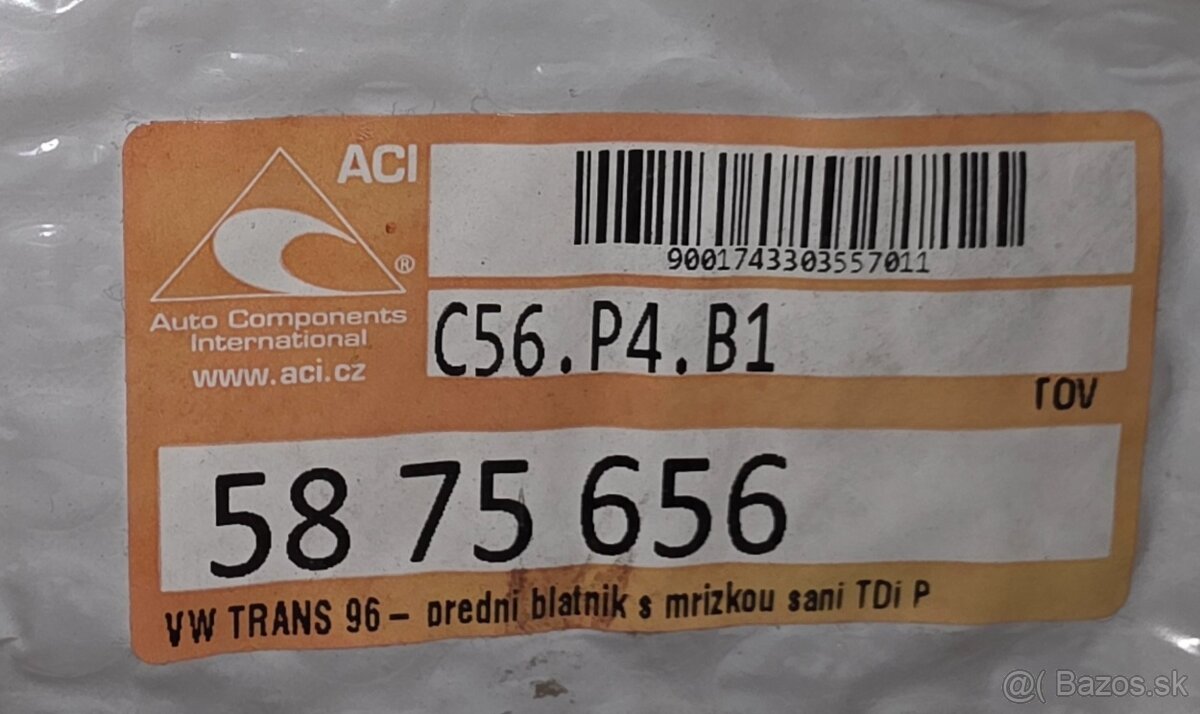 ACI
®
Auto Components
International
www.aci.cz
9001743303557011
C56.P4.B1
rov
58 75 656
VW TRANS 96 – predni blatnik s mrizkou sani TDi P
@( Bazos.sk